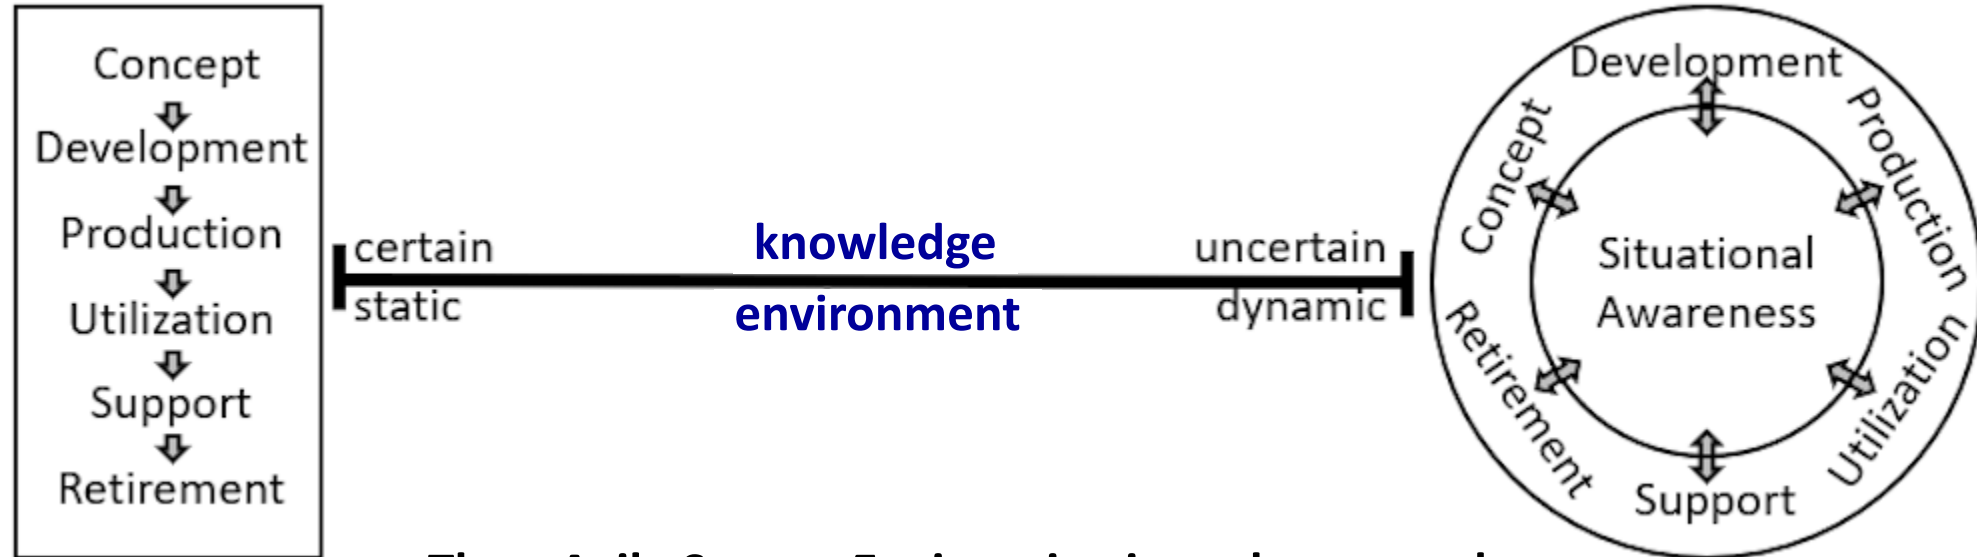 Concept
Development
Production
Utilization
Support
Retirement
certain
knowledge
uncertain
static
environment
dynamic
Development
Concept
Production
Situational
Awareness
Retirement
Utilization
Support